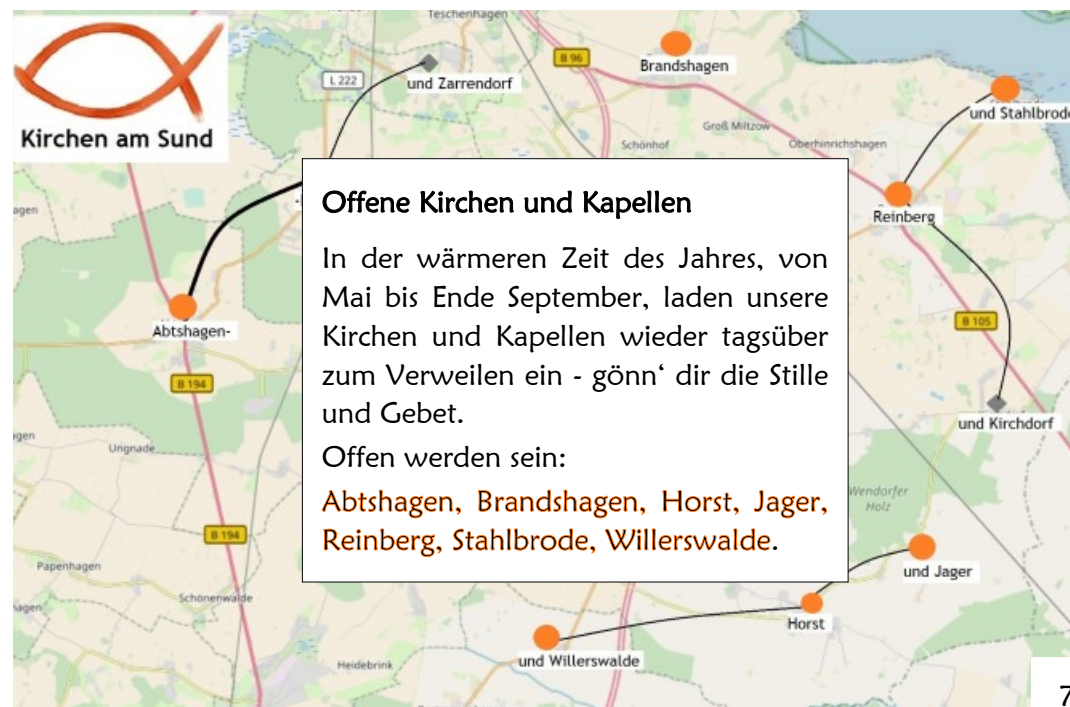 Teschenhagen
B 96
Brandshagen
L 222
und Zarrendorf
Kirchen am Sund
und Stahlbrode
Groß Miltzow
Schönhof
Oberhinrichshagen
agen
Reinberg
Offene Kirchen und Kapellen
In der wärmeren Zeit des Jahres, von
Mai bis Ende September, laden unsere
Kirchen und Kapellen wieder tagsüber
zum Verweilen ein - gönn‘ dir die Stille
und Gebet.
Offen werden sein:
Abtshagen, Brandshagen, Horst, Jager,
Reinberg, Stahlbrode, Willerswalde.
Abtshagen-
B 105
B 194
und Kirchdorf
gen
Ungnade
Wendorfer
Holz
B 194
Papenhagen
und Jager
Schönenwalde
agen
Horst
und Willerswalde
Heidebrink
7